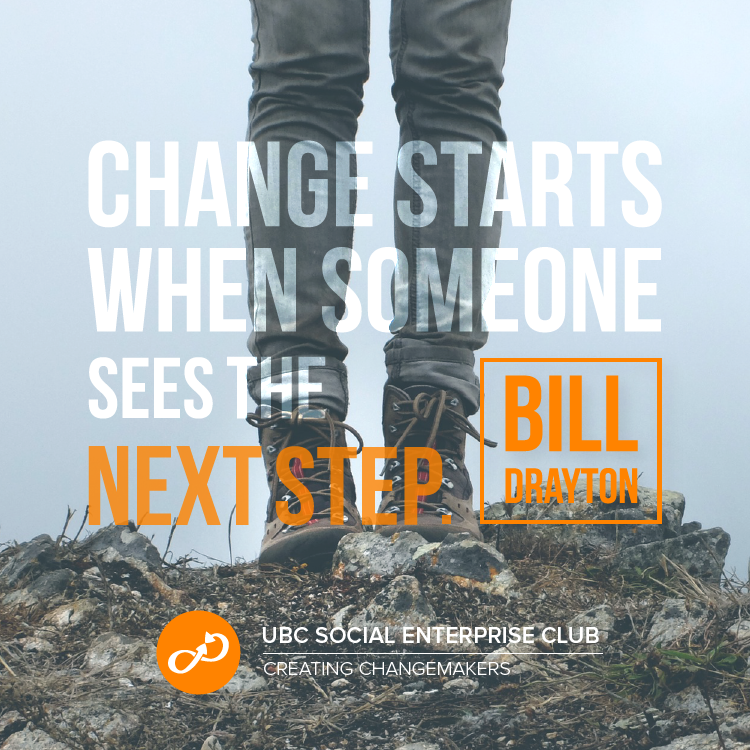 CHANGE STARTS
WHEN SOMEONE
SEES THE
NEXT STEP.
BILL
DRAYTON
UBC SOCIAL ENTERPRISE CLUB
CREATING CHANGEMAKERS